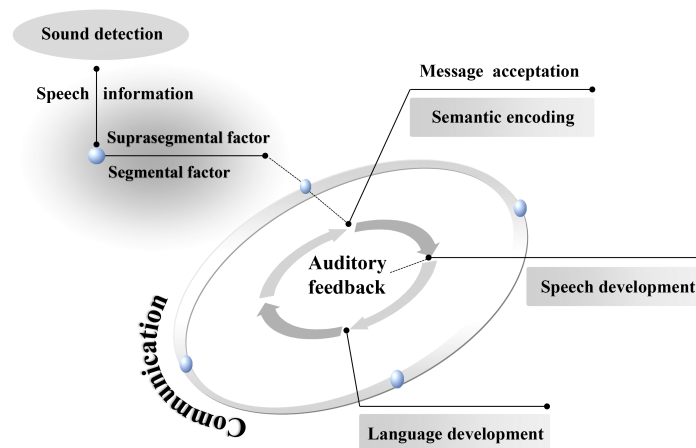 Sound detection
Speech information
Suprasegmental factor
Segmental factor
Message acceptation
Semantic encoding
Auditory
feedback
Speech development
Communication
Language development